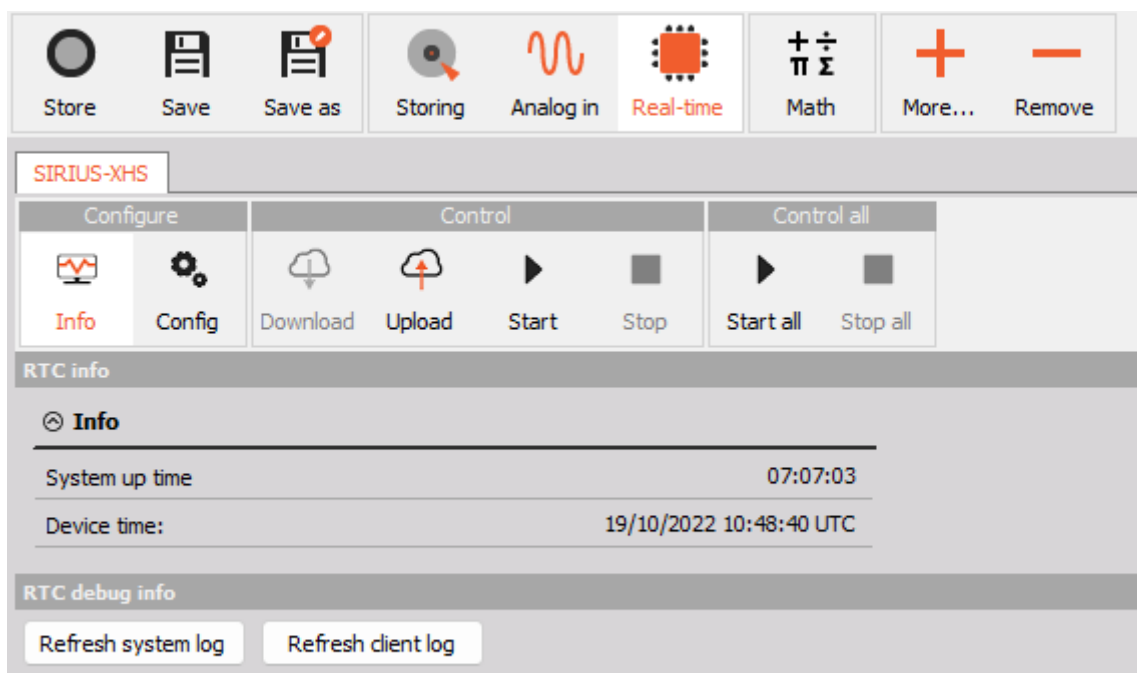 Store Save Save as Storing Analog in Real-time Math More... Remove
SIRIUS-XHS
Configure Control Control all
Info Config Download Upload Start Stop Start all Stop all
RTC info
Info
System up time 07:07:03
Device time: 19/10/2022 10:48:40 UTC
RTC debug info
Refresh system log Refresh client log